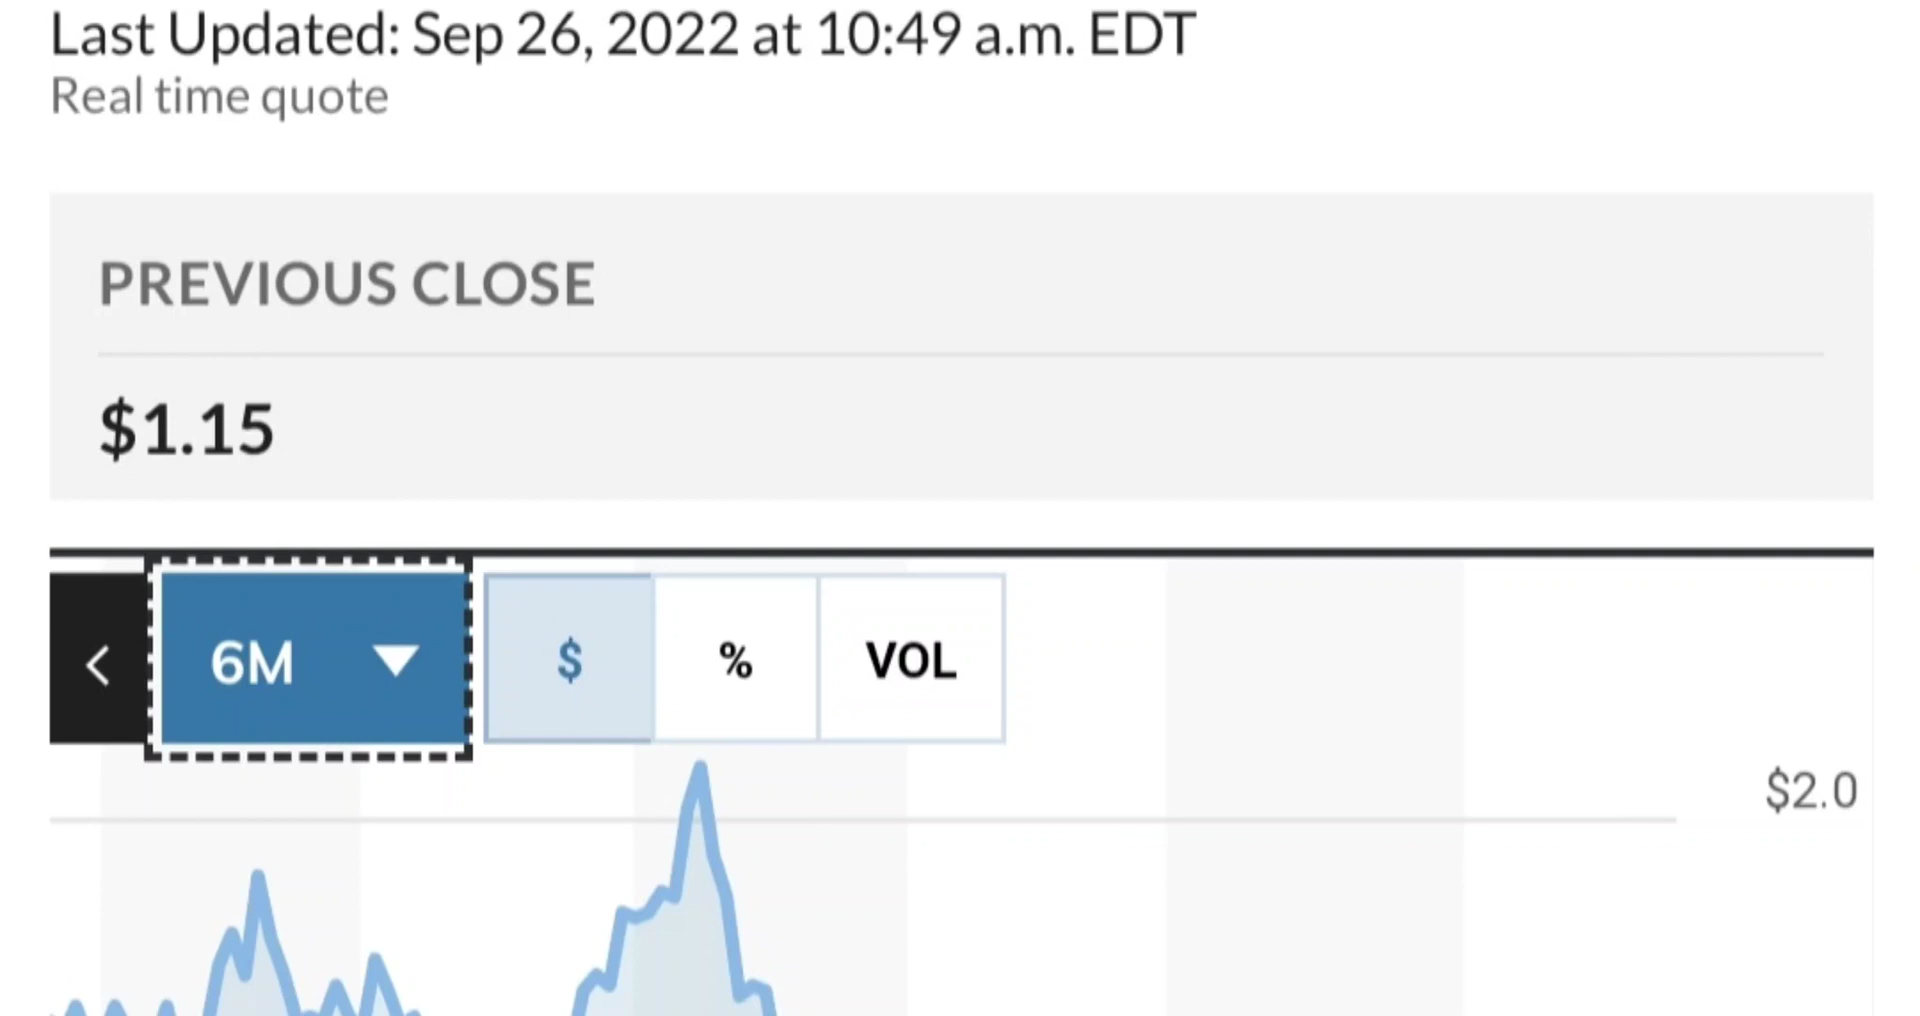 Last Updated: Sep 26, 2022 at 10:49 a.m. EDT
Real time quote
PREVIOUS CLOSE
$1.15
6M $ % VOL
$2.0